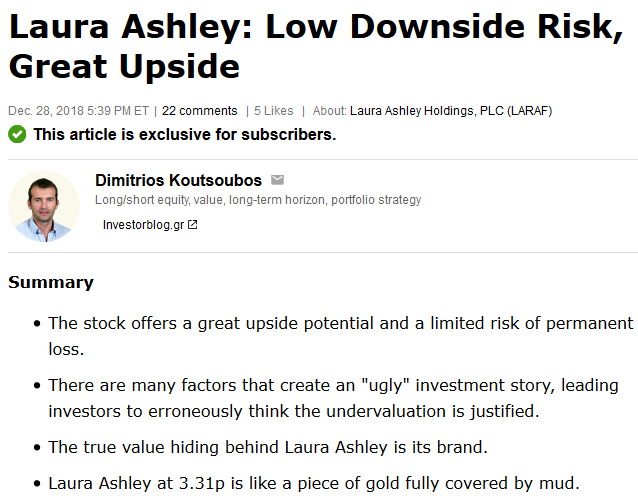 Laura Ashley: Low Downside Risk,
Great Upside
Dec. 28, 2018 5:39 PM ET | 22 comments | 5 Likes | About: Laura Ashley Holdings, PLC (LARAF)
This article is exclusive for subscribers.
Dimitrios Koutsoubos
Long/short equity, value, long-term horizon, portfolio strategy
Investorblog.gr
Summary
• The stock offers a great upside potential and a limited risk of permanent
loss.
• There are many factors that create an "ugly" investment story, leading
investors to erroneously think the undervaluation is justified.
• The true value hiding behind Laura Ashley is its brand.
• Laura Ashley at 3.31p is like a piece of gold fully covered by mud.